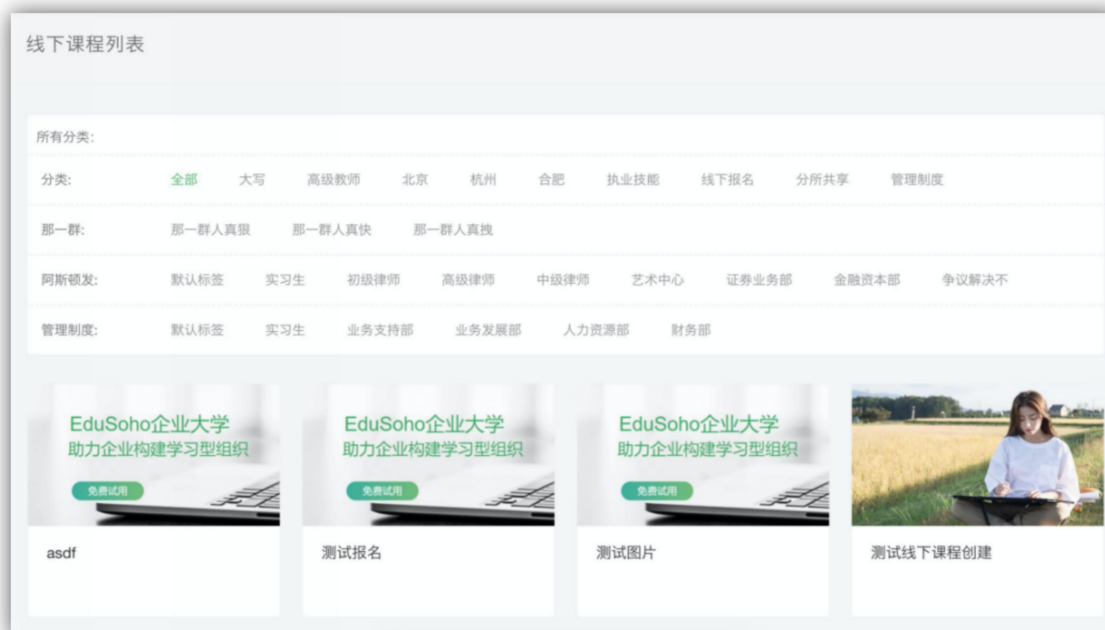 线下课程列表
所有分类:
分类: 全部 大写 高级教师 北京 杭州 合肥 执业技能 线下报名 分所共享 管理制度
那一群: 那一群人真狠 那一群人真快 那一群人真拽
阿斯顿发: 默认标签 实习生 初级律师 高级律师 中级律师 艺术中心 证券业务部 金融资本部 争议解决不
管理制度: 默认标签 实习生 业务支持部 业务发展部 人力资源部 财务部
EduSoho企业大学
助力企业构建学习型组织
免费试用
asdf
EduSoho企业大学
助力企业构建学习型组织
免费试用
测试报名
EduSoho企业大学
助力企业构建学习型组织
免费试用
测试图片
测试线下课程创建